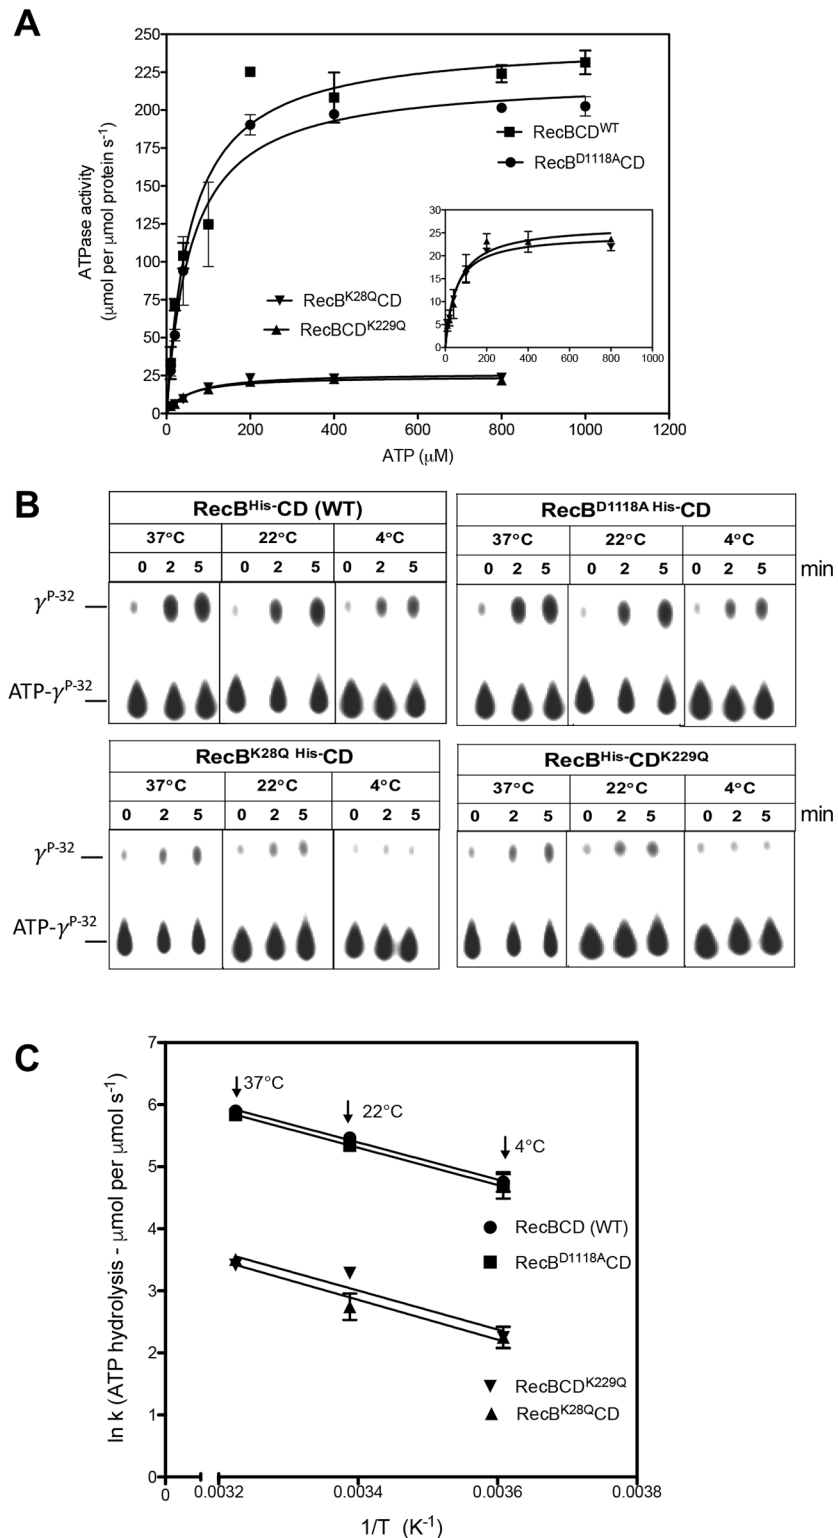 A
ATPase activity
(μmol per μmol protein s⁻¹)
250
225
200
175
150
125
100
75
50
25
0
0 200 400 600 800 1000 1200
ATP (μM)
RecBCDᵂᵀ
RecBᴰ¹¹¹⁸ᴬCD
RecBᴷ²⁸QCD
RecBCDᴷ²²⁹Q
30
25
20
15
10
5
0
0 200 400 600 800 1000
B
RecBᴴⁱˢ⁻CD (WT)
37°C 22°C 4°C
0 2 5 0 2 5 0 2 5
RecBᴰ¹¹¹⁸ᴬ ᴴⁱˢ⁻CD
37°C 22°C 4°C
0 2 5 0 2 5 0 2 5 min
γᴾ⁻³²
ATP-γᴾ⁻³²
RecBᴷ²⁸Q ᴴⁱˢ⁻CD
37°C 22°C 4°C
0 2 5 0 2 5 0 2 5
RecBᴴⁱˢ⁻CDᴷ²²⁹Q
37°C 22°C 4°C
0 2 5 0 2 5 0 2 5 min
γᴾ⁻³²
ATP-γᴾ⁻³²
C
ln k (ATP hydrolysis - μmol per μmol s⁻¹)
7
6
5
4
3
2
1
0
37°C
22°C
4°C
RecBCD (WT)
RecBᴰ¹¹¹⁸ᴬCD
RecBCDᴷ²²⁹Q
RecBᴷ²⁸QCD
0 0.0032 0.0034 0.0036 0.0038
1/T (K⁻¹)